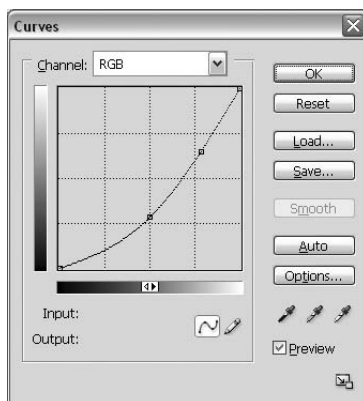 Curves
Channel: RGB
OK
Reset
Load...
Save...
Smooth
Auto
Options...
Input:
Output:
Preview